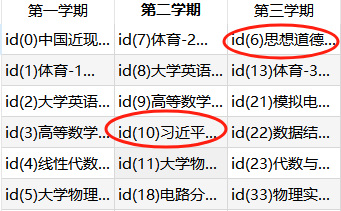 第一学期 第二学期 第三学期
id(0)中国近现... id(7)体育-2... id(6)思想道德...
id(1)体育-1... id(8)大学英语... id(13)体育-3...
id(2)大学英语... id(9)高等数学... id(21)模拟电...
id(3)高等数学... id(10)习近平... id(22)数据结...
id(4)线性代数... id(11)大学物... id(23)代数与...
id(5)大学物理... id(18)电路分... id(33)物理实...